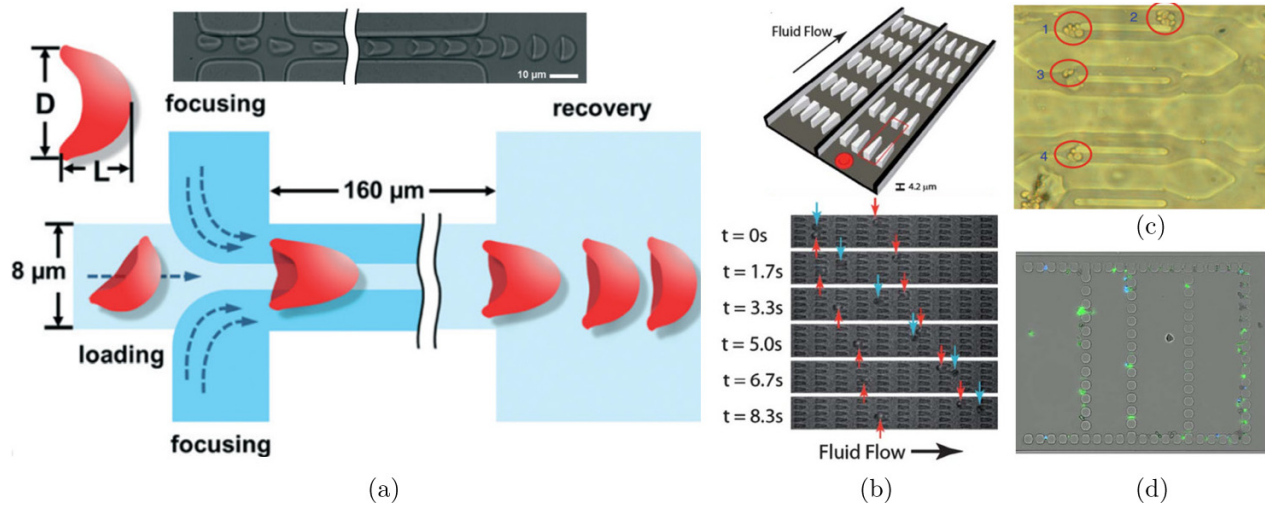 10 μm
focusing
recovery
D
L
160 μm
8 μm
loading
focusing
(a)
Fluid Flow
4.2 μm
t = 0s
t = 1.7s
t = 3.3s
t = 5.0s
t = 6.7s
t = 8.3s
Fluid Flow
(b)
1
2
3
4
(c)
(d)